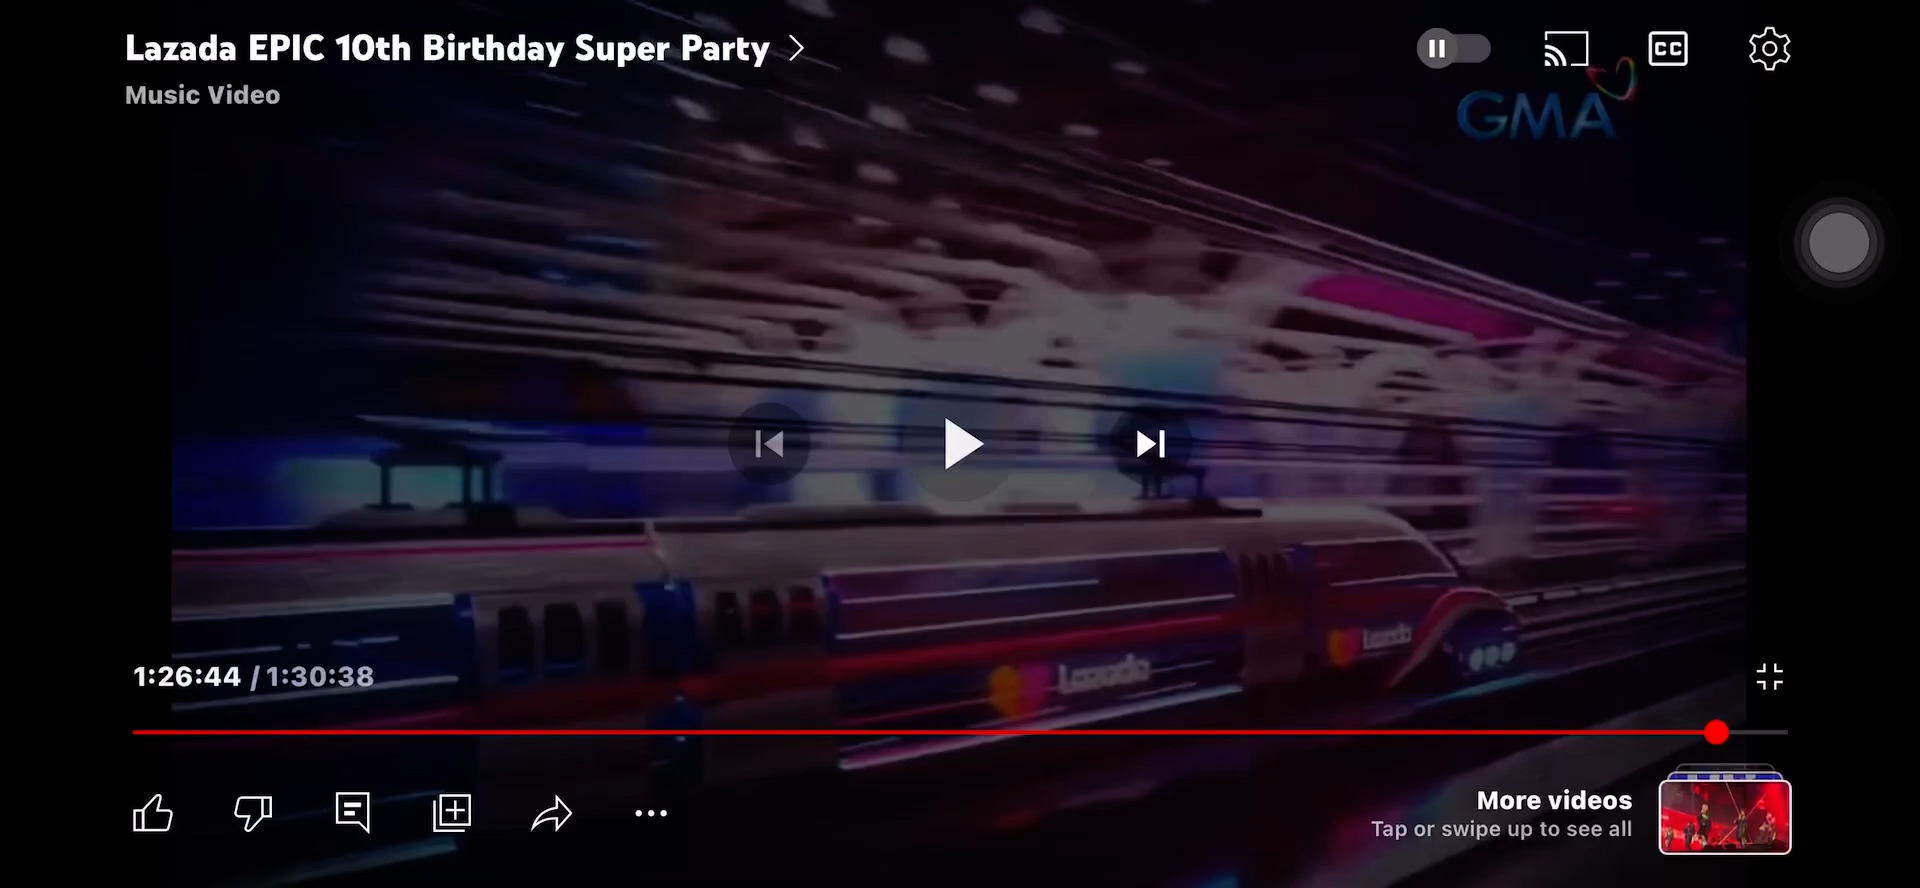 Lazada EPIC 10th Birthday Super Party
Music Video
CC
GMA
Lazada
Lazada
1:26:44 / 1:30:38
More videos
Tap or swipe up to see all